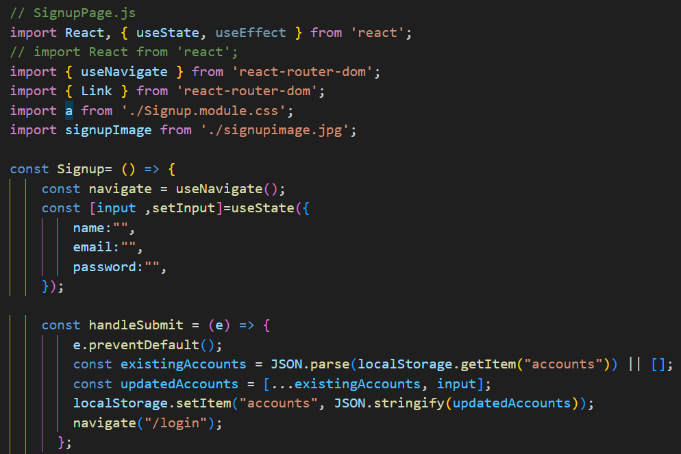 // SignupPage.js
import React, { useState, useEffect } from 'react';
// import React from 'react';
import { useNavigate } from 'react-router-dom';
import { Link } from 'react-router-dom';
import a from './Signup.module.css';
import signupImage from './signupimage.jpg';
const Signup= () => {
const navigate = useNavigate();
const [input ,setInput]=useState({
name:"",
email:"",
password:"",
});
const handleSubmit = (e) => {
e.preventDefault();
const existingAccounts = JSON.parse(localStorage.getItem("accounts")) || [];
const updatedAccounts = [...existingAccounts, input];
localStorage.setItem("accounts", JSON.stringify(updatedAccounts));
navigate("/login");
};